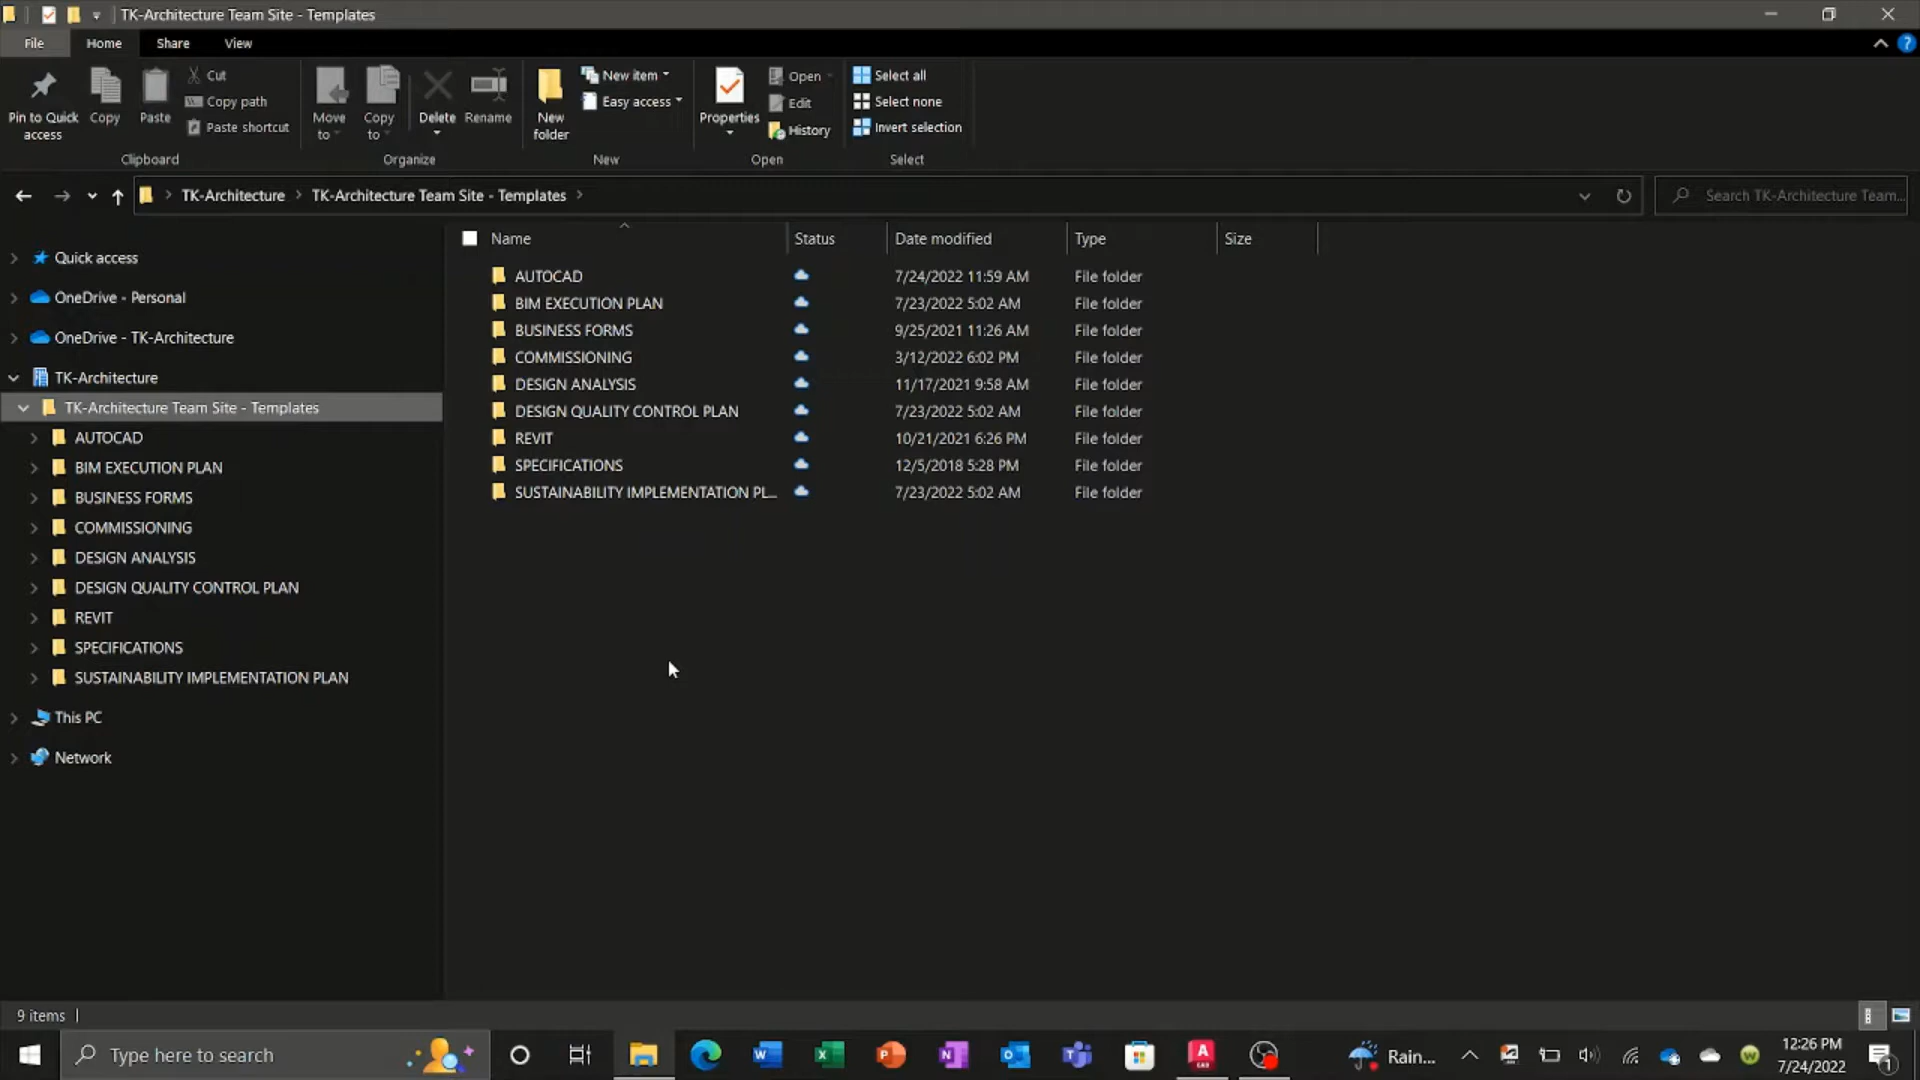 TK-Architecture Team Site - Templates
File Home Share View
Pin to Quick access
Copy
Paste
Cut
Copy path
Paste shortcut
Clipboard
Move to
Copy to
Delete
Rename
Organize
New folder
New item
Easy access
New
Properties
Open
Edit
History
Open
Select all
Select none
Invert selection
Select
TK-Architecture > TK-Architecture Team Site - Templates >
Search TK-Architecture Team...
Name Status Date modified Type Size
AUTOCAD 7/24/2022 11:59 AM File folder
BIM EXECUTION PLAN 7/23/2022 5:02 AM File folder
BUSINESS FORMS 9/25/2021 11:26 AM File folder
COMMISSIONING 3/12/2022 6:02 PM File folder
DESIGN ANALYSIS 11/17/2021 9:58 AM File folder
DESIGN QUALITY CONTROL PLAN 7/23/2022 5:02 AM File folder
REVIT 10/21/2021 6:26 PM File folder
SPECIFICATIONS 12/5/2018 5:28 PM File folder
SUSTAINABILITY IMPLEMENTATION PL... 7/23/2022 5:02 AM File folder
Quick access
OneDrive - Personal
OneDrive - TK-Architecture
TK-Architecture
TK-Architecture Team Site - Templates
AUTOCAD
BIM EXECUTION PLAN
BUSINESS FORMS
COMMISSIONING
DESIGN ANALYSIS
DESIGN QUALITY CONTROL PLAN
REVIT
SPECIFICATIONS
SUSTAINABILITY IMPLEMENTATION PLAN
This PC
Network
9 items
Type here to search
Rain...
12:26 PM
7/24/2022
1